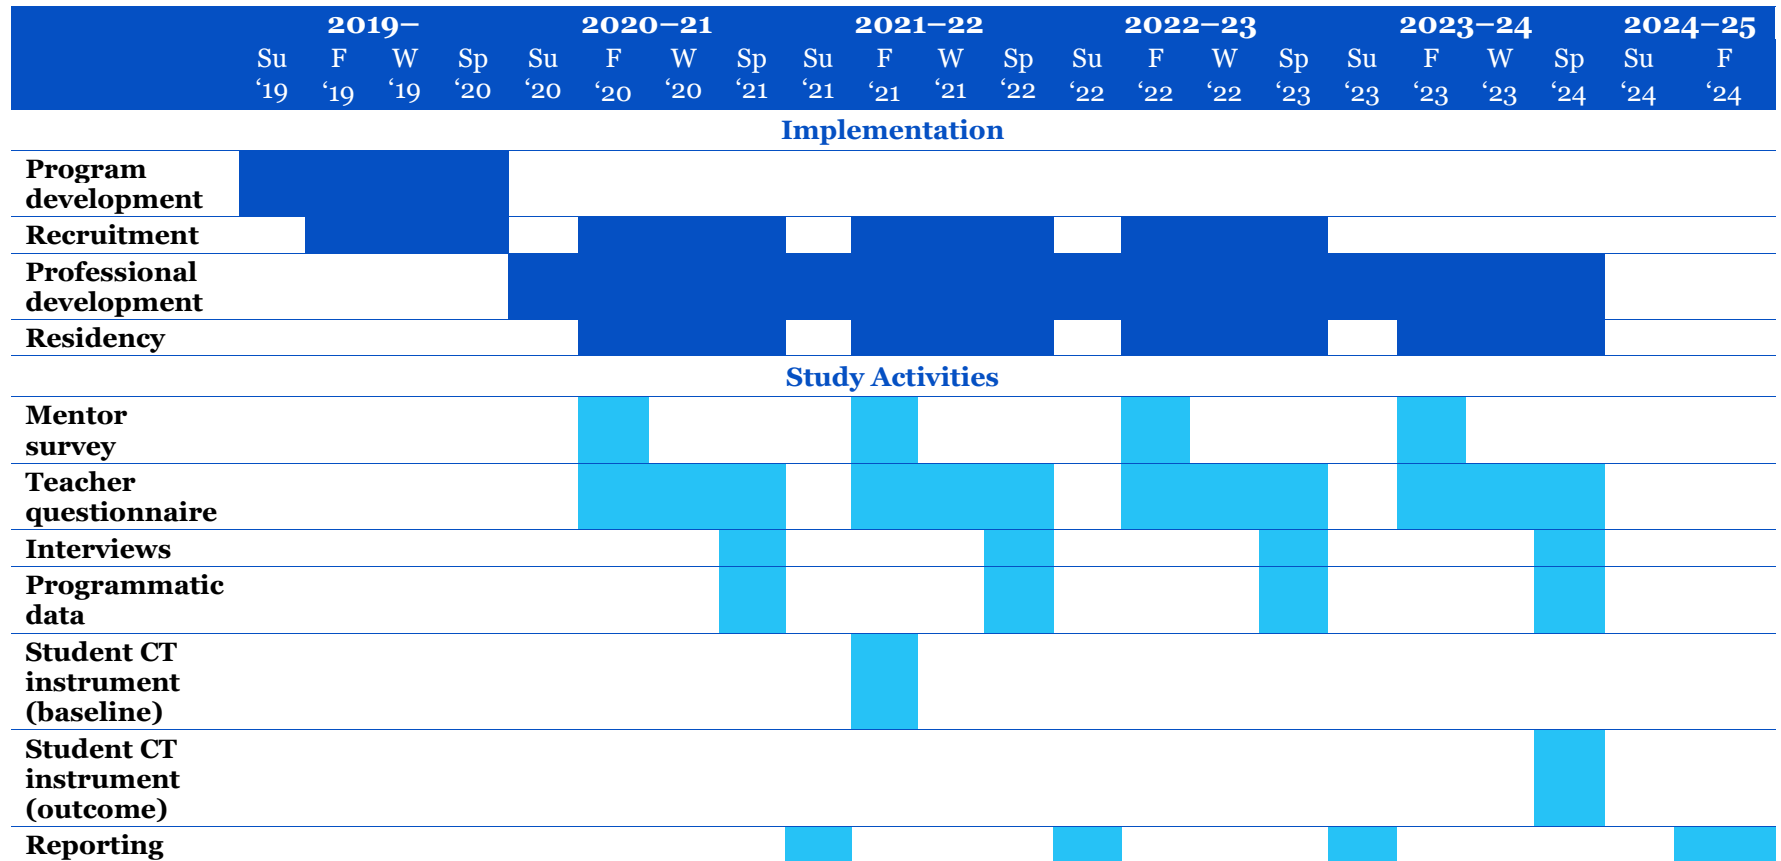 2019– 2020–21 2021–22 2022–23 2023–24 2024–25
Su F W Sp Su F W Sp Su F W Sp Su F W Sp Su F W Sp Su F
‘19 ‘19 ‘19 ‘20 ‘20 ‘20 ‘20 ‘21 ‘21 ‘21 ‘21 ‘22 ‘22 ‘22 ‘22 ‘23 ‘23 ‘23 ‘23 ‘24 ‘24 ‘24
Implementation
Program
development
Recruitment
Professional
development
Residency
Study Activities
Mentor
survey
Teacher
questionnaire
Interviews
Programmatic
data
Student CT
instrument
(baseline)
Student CT
instrument
(outcome)
Reporting